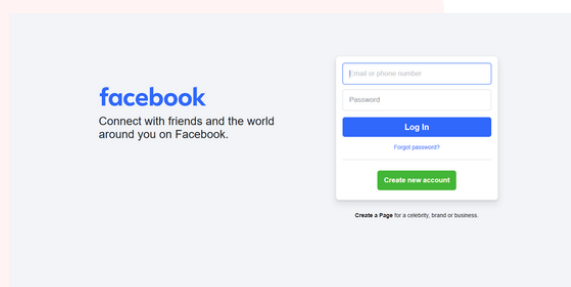 facebook
Connect with friends and the world
around you on Facebook.
Email or phone number
Password
Log In
Forgot password?
Create new account
Create a Page for a celebrity, brand or business.